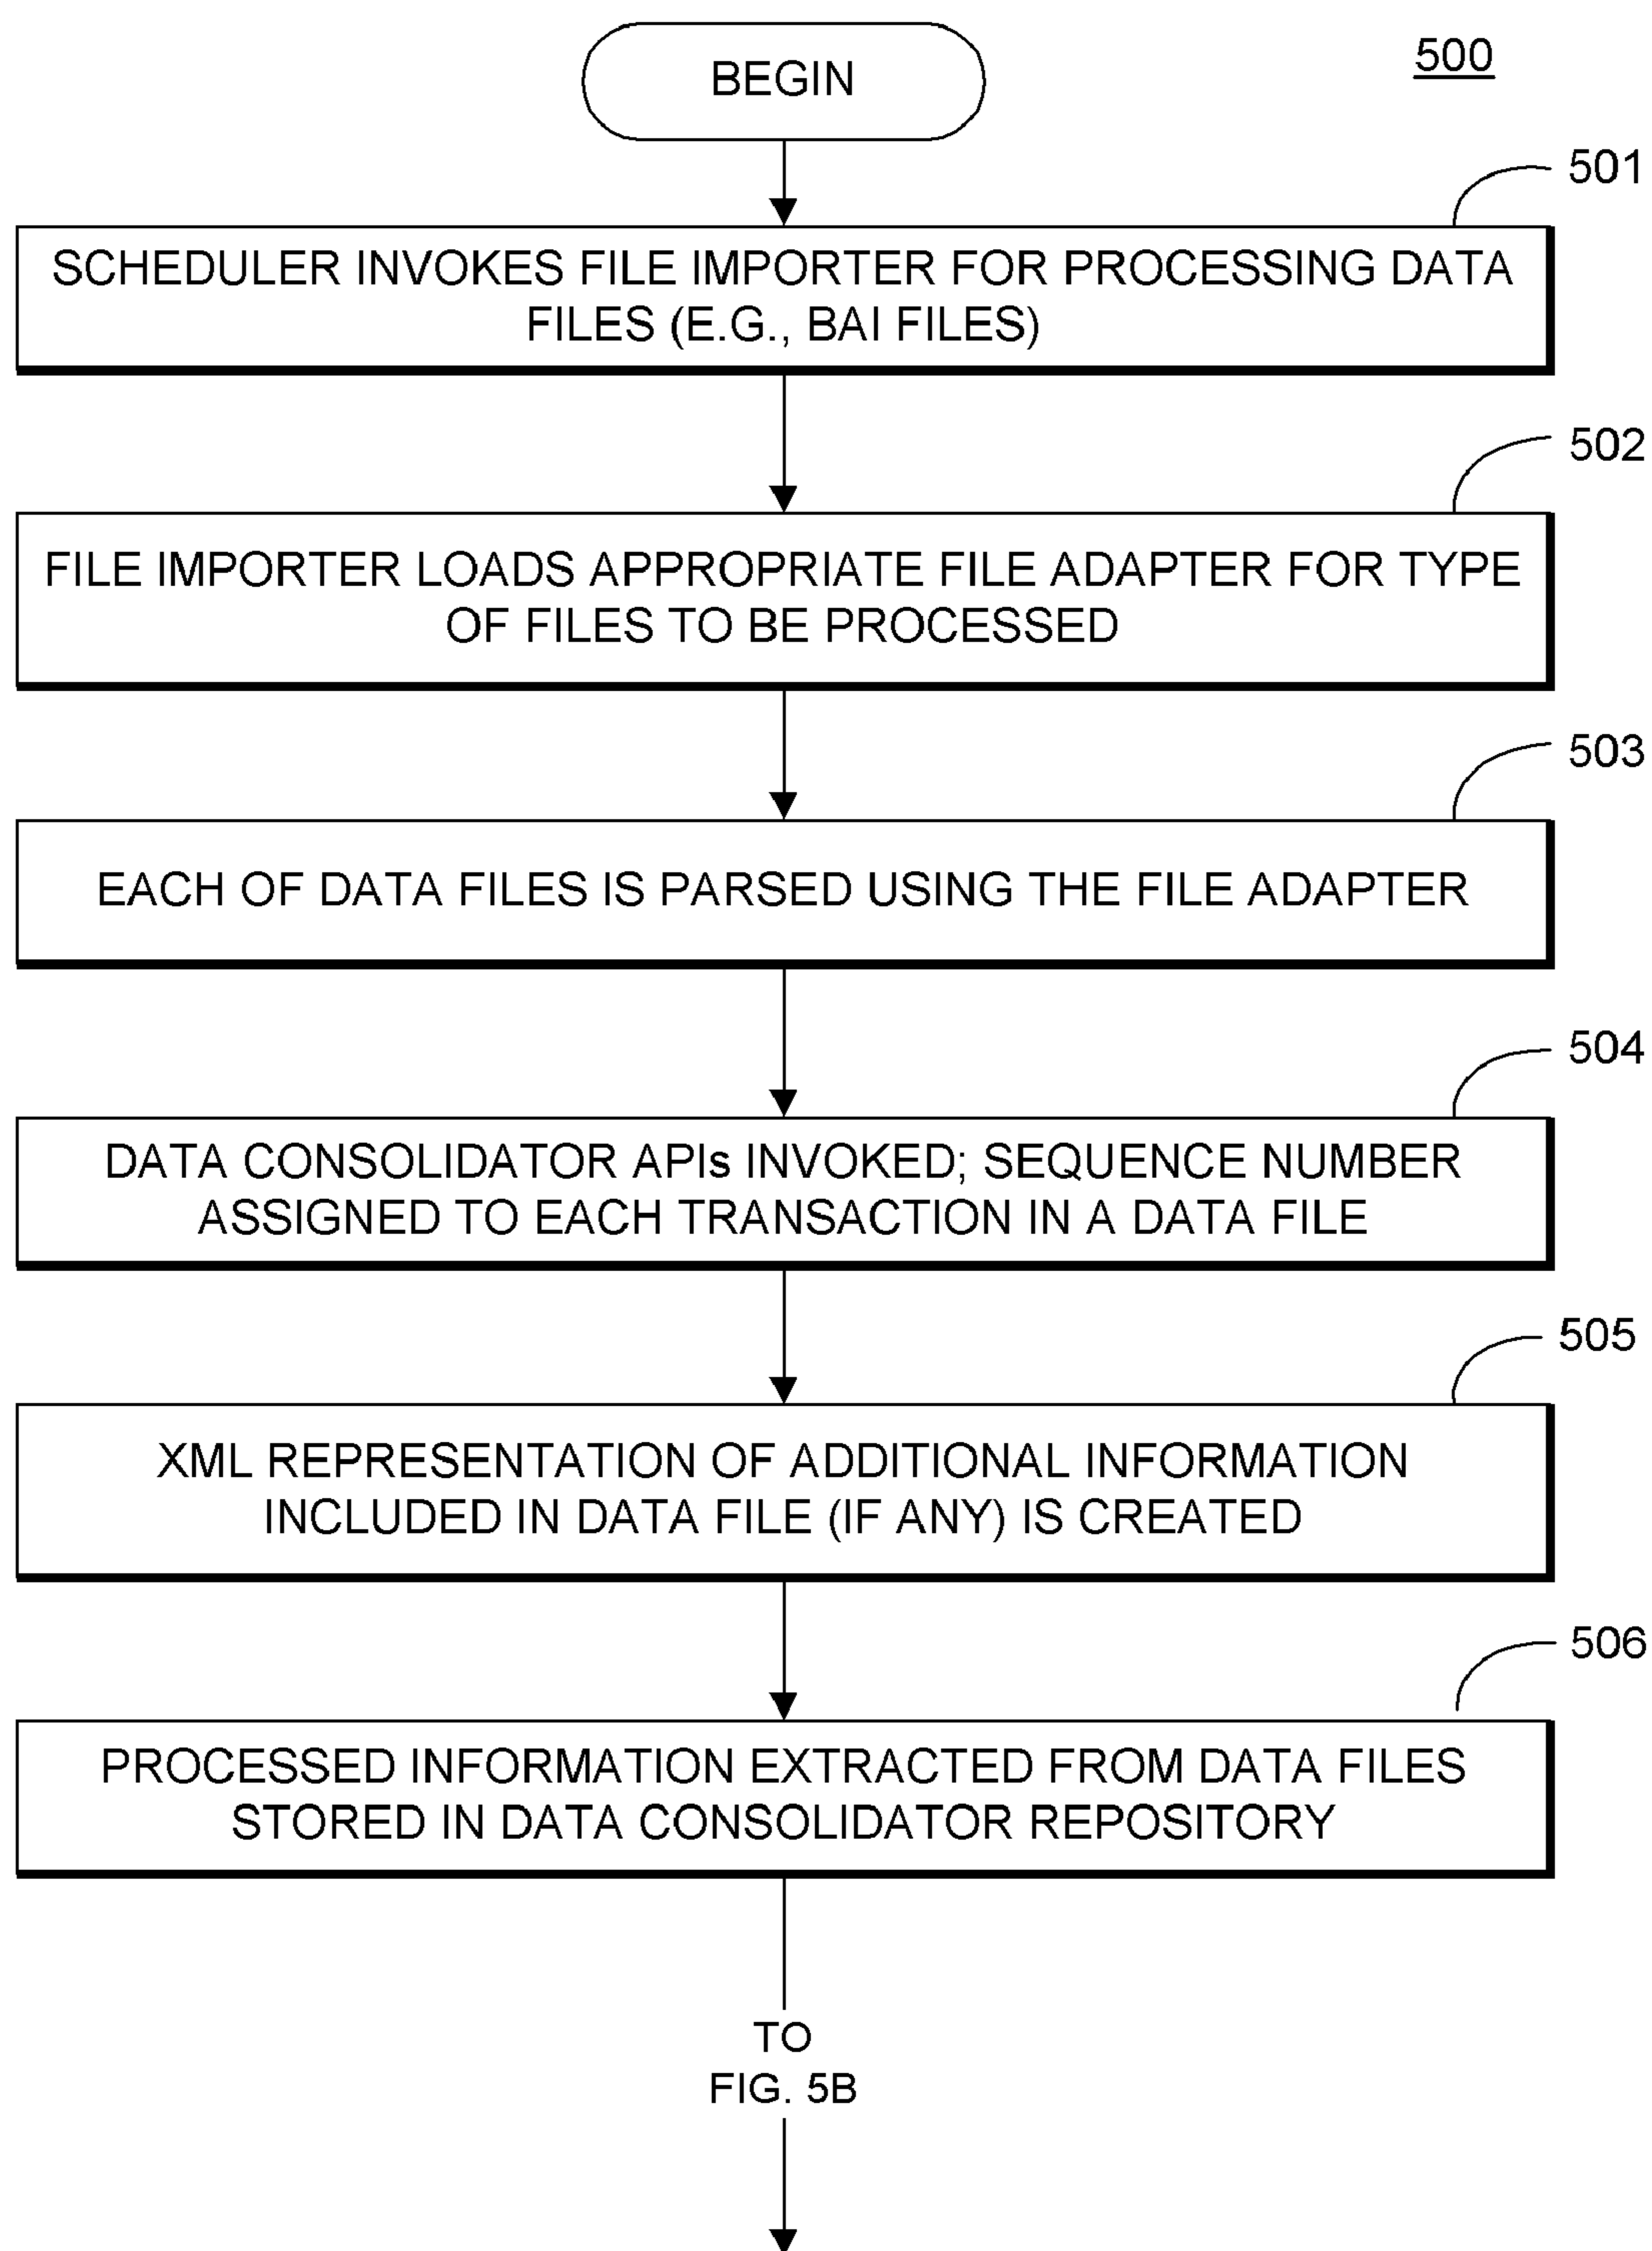 BEGIN
500
501
SCHEDULER INVOKES FILE IMPORTER FOR PROCESSING DATA
FILES (E.G., BAI FILES)
502
FILE IMPORTER LOADS APPROPRIATE FILE ADAPTER FOR TYPE
OF FILES TO BE PROCESSED
503
EACH OF DATA FILES IS PARSED USING THE FILE ADAPTER
504
DATA CONSOLIDATOR APIs INVOKED; SEQUENCE NUMBER
ASSIGNED TO EACH TRANSACTION IN A DATA FILE
505
XML REPRESENTATION OF ADDITIONAL INFORMATION
INCLUDED IN DATA FILE (IF ANY) IS CREATED
506
PROCESSED INFORMATION EXTRACTED FROM DATA FILES
STORED IN DATA CONSOLIDATOR REPOSITORY
TO
FIG. 5B